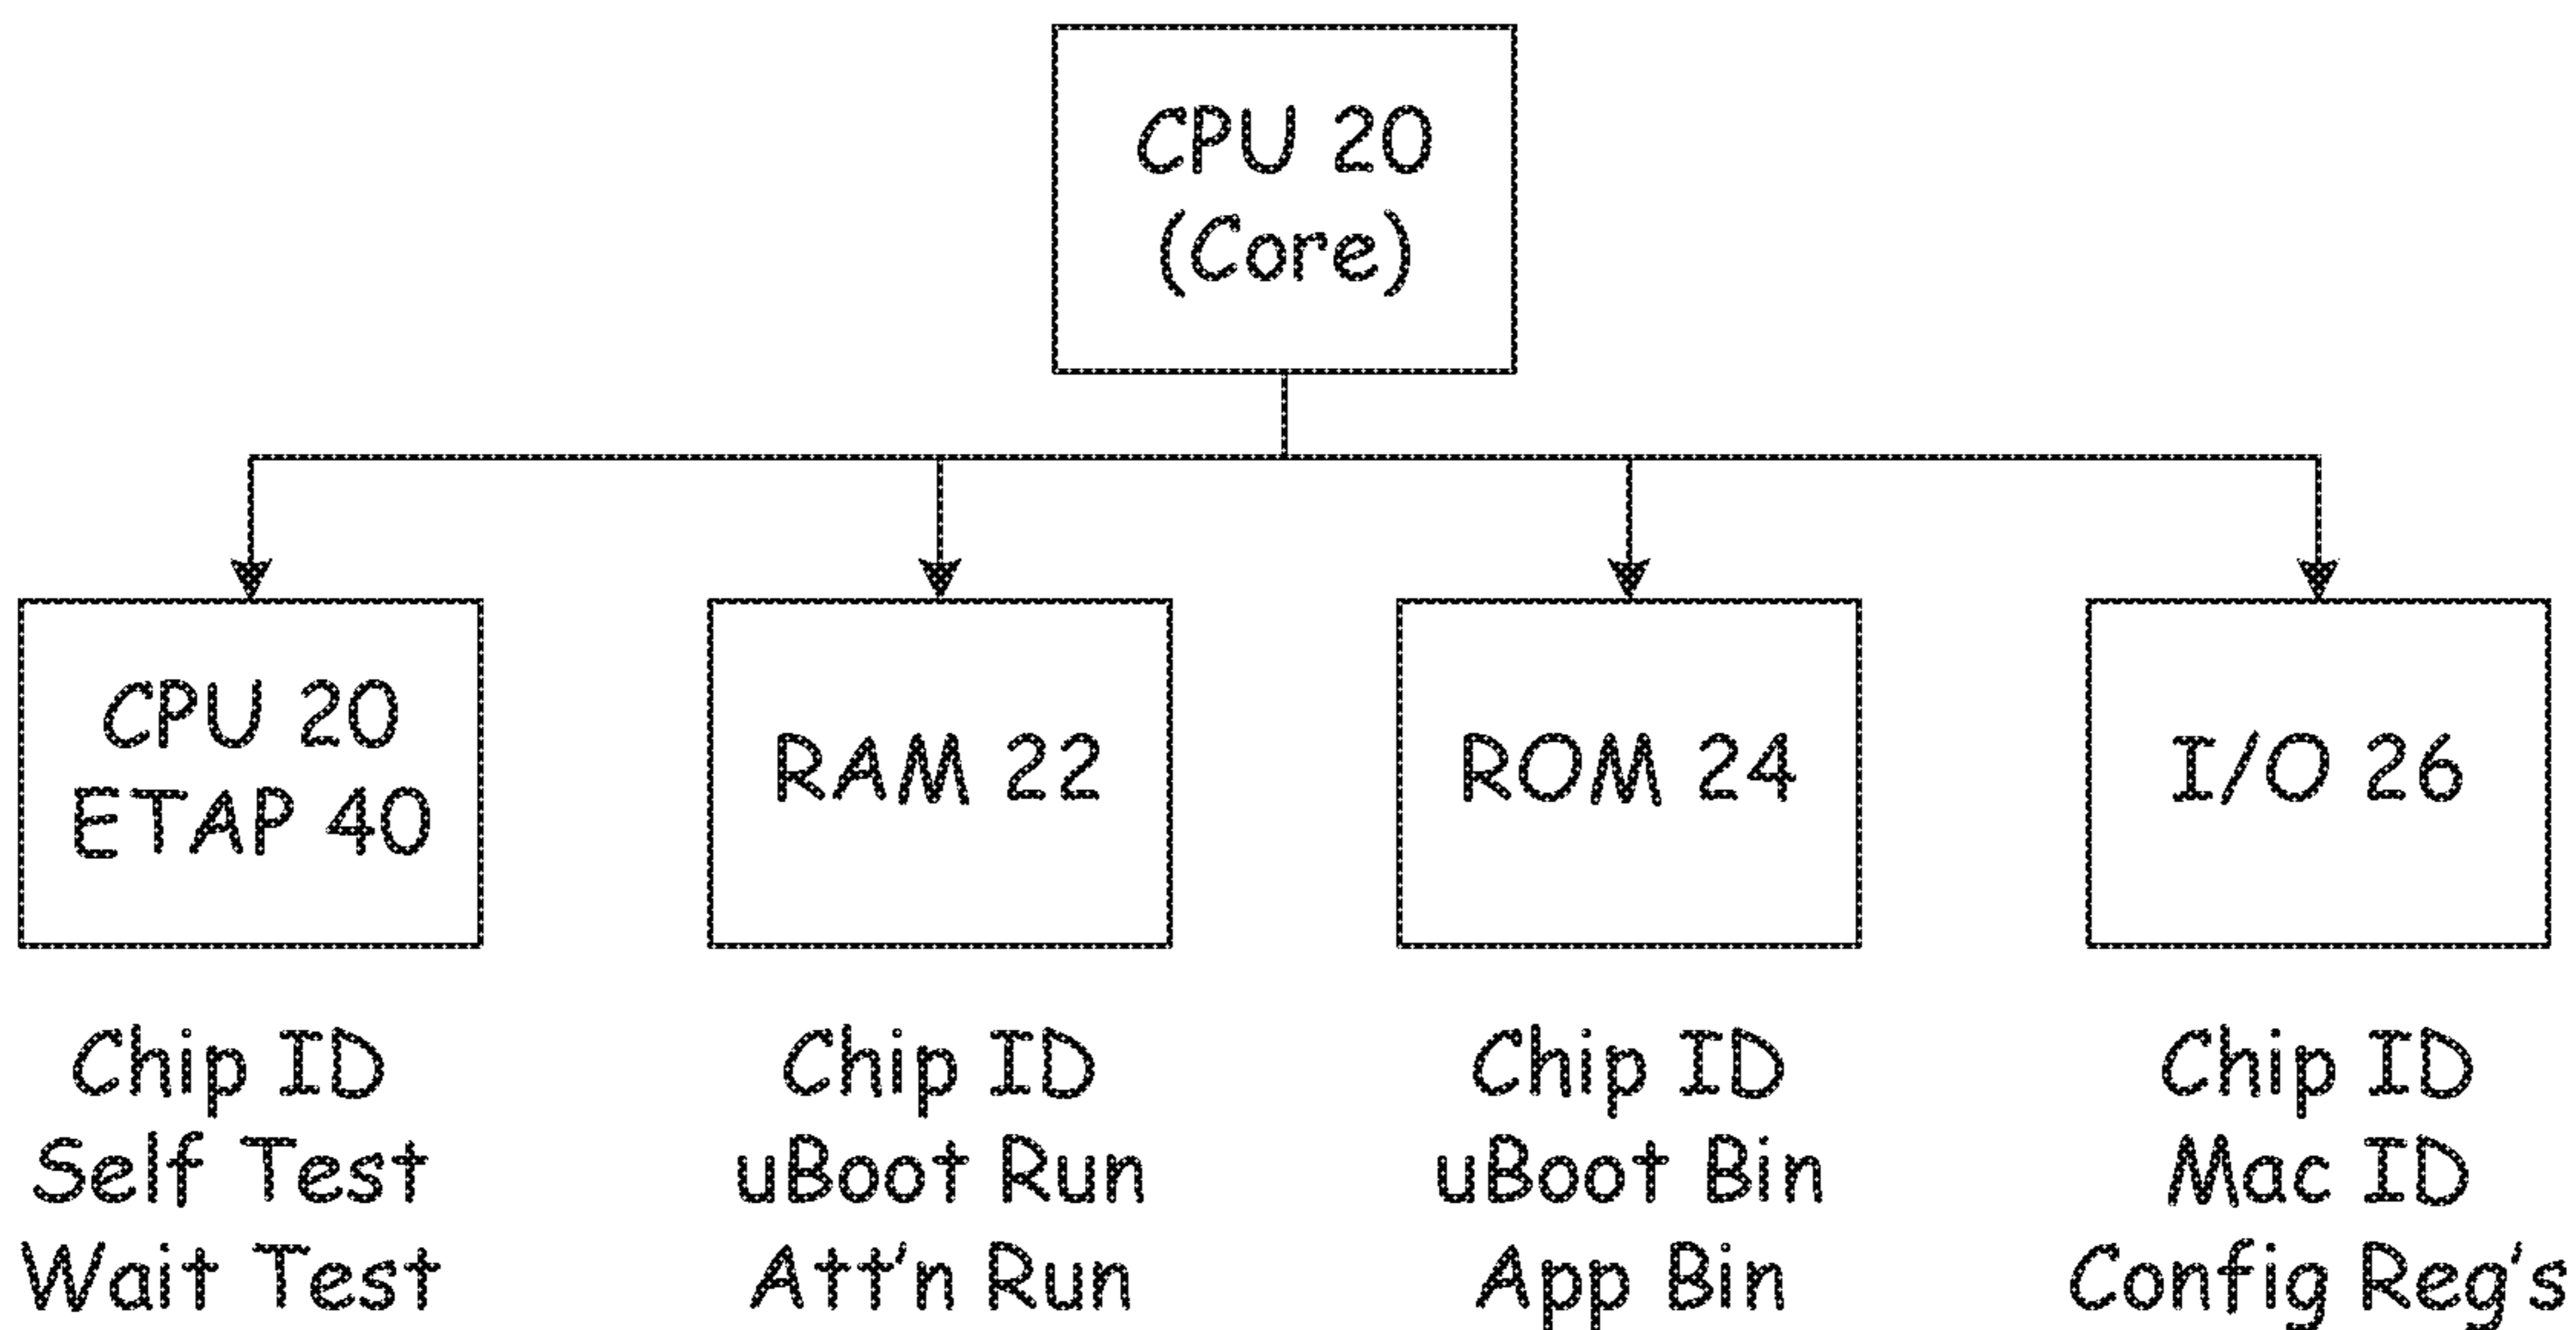 CPU 20
(Core)
CPU 20
ETAP 40
RAM 22
ROM 24
I/O 26
Chip ID
Self Test
Wait Test
Chip ID
uBoot Run
Att'n Run
Chip ID
uBoot Bin
App Bin
Chip ID
Mac ID
Config Reg's